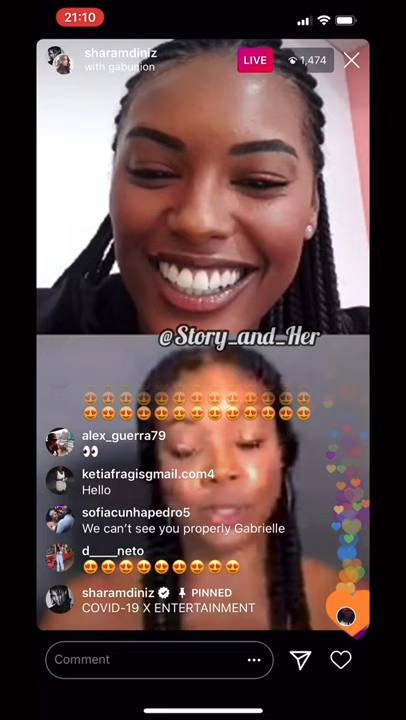 21:10
sharamdiniz
with gabunion
LIVE
1,474
@Story_and_Her
alex_guerra79
👀
ketiafragisgmail.com4
Hello
sofiacunhapedro5
We can't see you properly Gabrielle
d____neto
😍😍😍😍😍😍😍😍😍
sharamdiniz PINNED
COVID-19 X ENTERTAINMENT
Comment